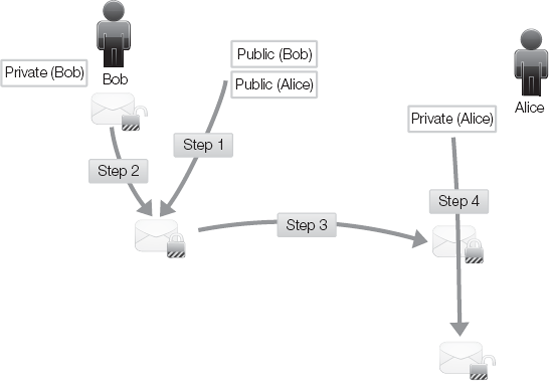 Private (Bob)
Bob
Public (Bob)
Public (Alice)
Private (Alice)
Alice
Step 1
Step 2
Step 3
Step 4